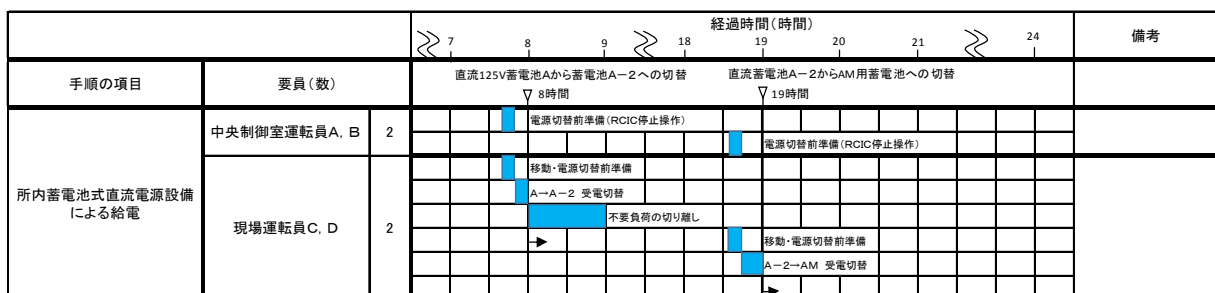 経過時間(時間)
備考
7 8 9 18 19 20 21 24
手順の項目
要員(数)
直流125V蓄電池Aから蓄電池A-2への切替
直流蓄電池A-2からAM用蓄電池への切替
8時間
19時間
所内蓄電池式直流電源設備
による給電
中央制御室運転員A, B
2
電源切替前準備(RCIC停止操作)
電源切替前準備(RCIC停止操作)
現場運転員C, D
2
移動・電源切替前準備
A→A-2 受電切替
不要負荷の切り離し
移動・電源切替前準備
A-2→AM 受電切替